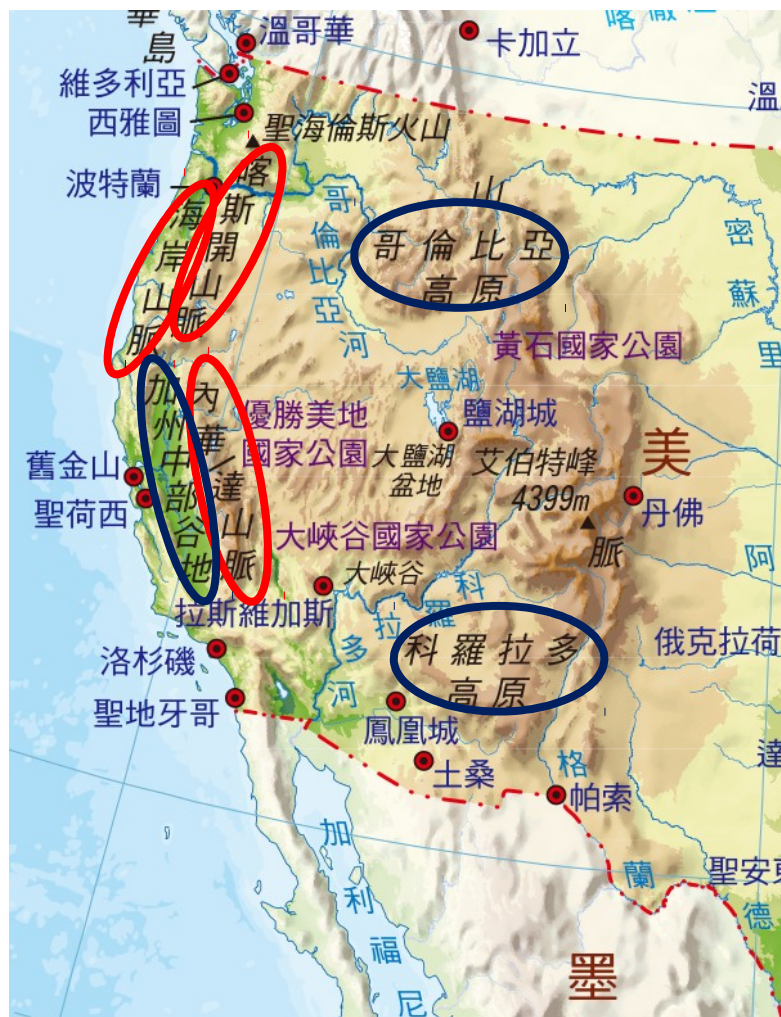 華島
溫哥華
卡加立
維多利亞
溫
西雅圖
聖海倫斯火山
波特蘭
喀斯開山脈
海岸山脈
山
哥倫比亞河
哥倫比亞
高原
密蘇里
黃石國家公園
大鹽湖
加州中部谷地
內華達山脈
優勝美地
國家公園
鹽湖城
大鹽湖
盆地
艾伯特峰
4399m
美
舊金山
聖荷西
丹佛
脈
大峽谷國家公園
大峽谷
阿
拉斯維加斯
科羅拉多河
科羅拉多
高原
俄克拉荷
洛杉磯
聖地牙哥
鳳凰城
達
土桑
格
帕索
蘭
聖安東
德
加利福尼
墨